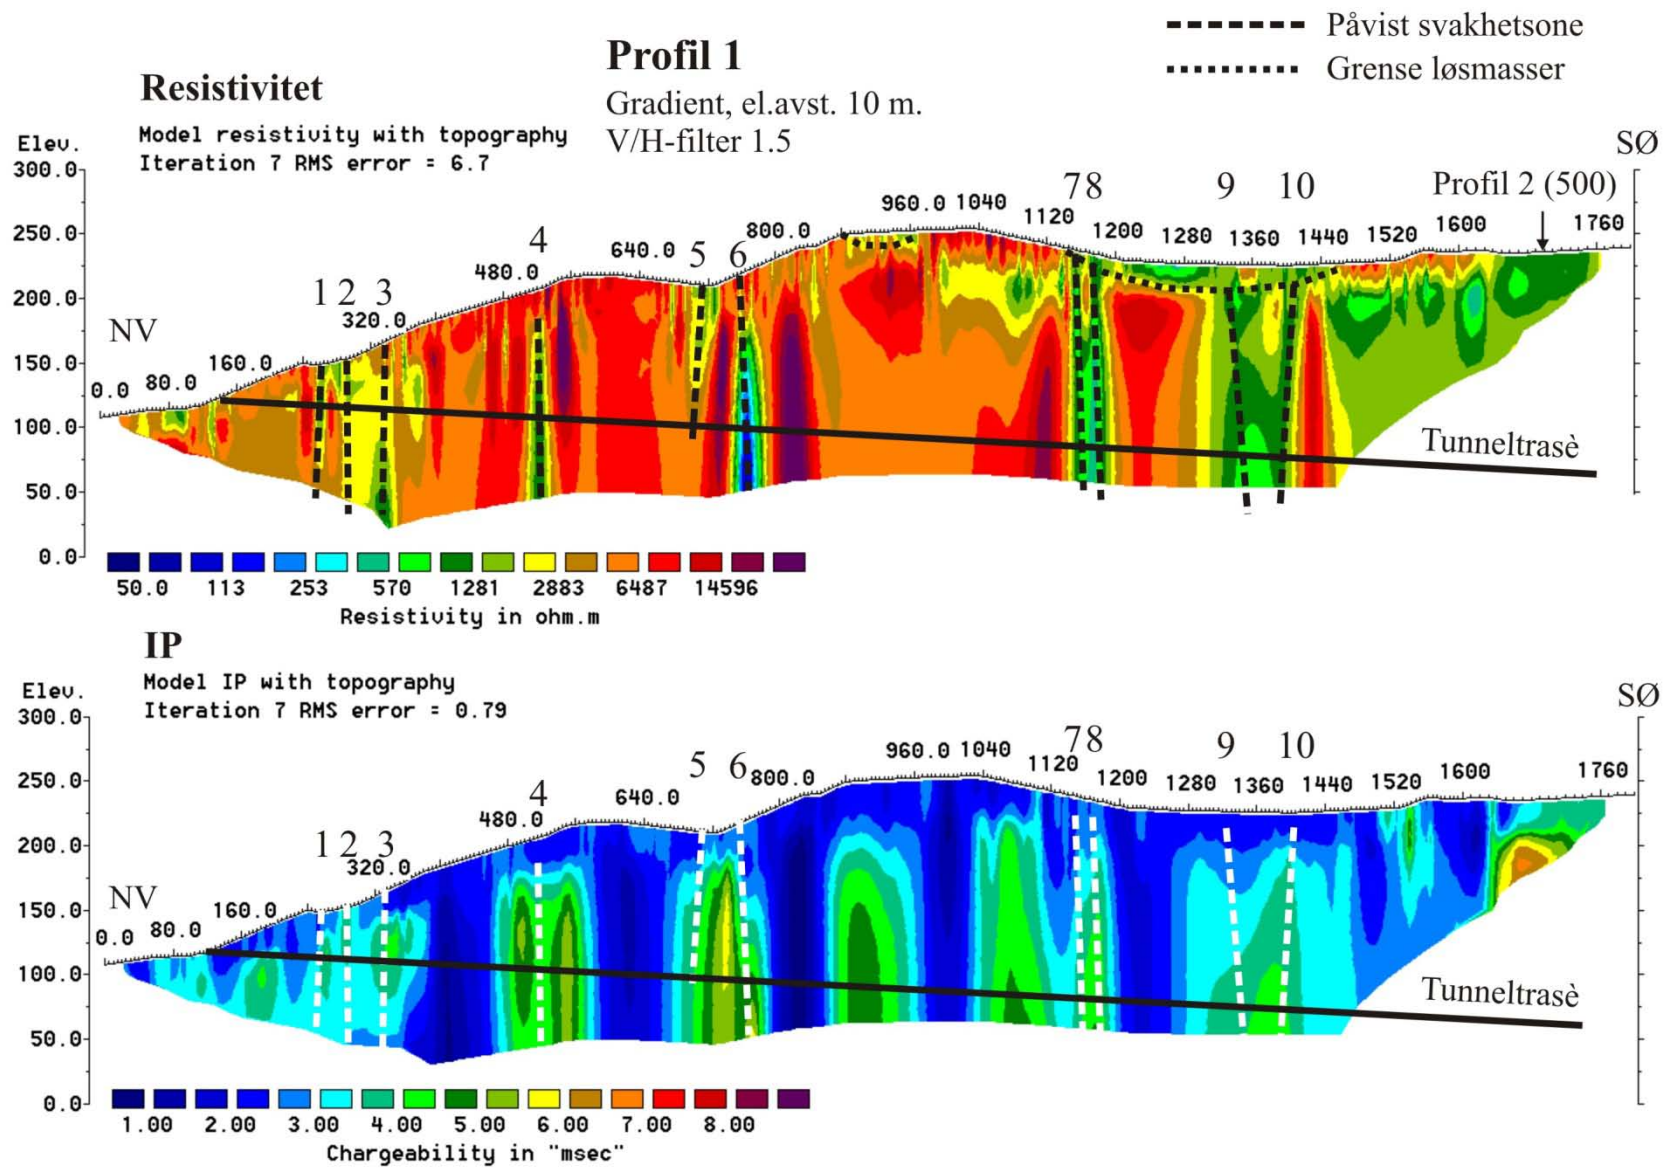 Påvist svakhetsone
Grense løsmasser
Profil 1
Gradient, el.avst. 10 m.
V/H-filter 1.5
Resistivitet
Model resistivity with topography
Iteration 7 RMS error = 6.7
Elev.
300.0
250.0
200.0
150.0
100.0
50.0
0.0
NV
SØ
1 2 3 4 5 6 7 8 9 10
Profil 2 (500)
0.0 80.0 160.0 320.0 480.0 640.0 800.0 960.0 1040 1120 1200 1280 1360 1440 1520 1600 1760
Tunneltrasè
50.0 113 253 570 1281 2883 6487 14596
Resistivity in ohm.m
IP
Model IP with topography
Iteration 7 RMS error = 0.79
Elev.
300.0
250.0
200.0
150.0
100.0
50.0
0.0
NV
SØ
1 2 3 4 5 6 7 8 9 10
0.0 80.0 160.0 320.0 480.0 640.0 800.0 960.0 1040 1120 1200 1280 1360 1440 1520 1600 1760
Tunneltrasè
1.00 2.00 3.00 4.00 5.00 6.00 7.00 8.00
Chargeability in "msec"